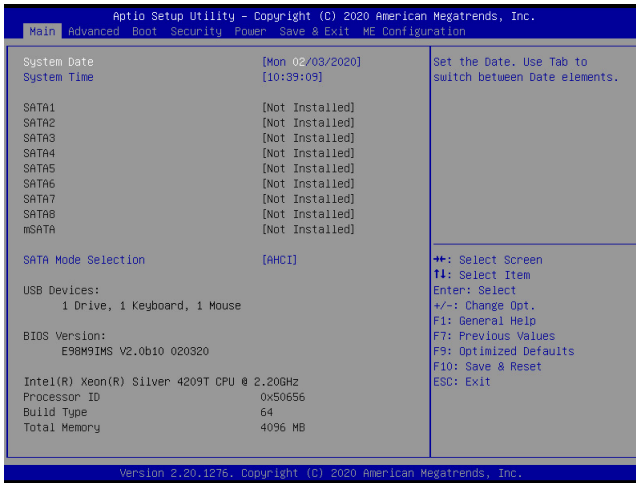 Aptio Setup Utility – Copyright (C) 2020 American Megatrends, Inc.
Main Advanced Boot Security Power Save & Exit ME Configuration
System Date [Mon 02/03/2020]
System Time [10:39:09]
SATA1 [Not Installed]
SATA2 [Not Installed]
SATA3 [Not Installed]
SATA4 [Not Installed]
SATA5 [Not Installed]
SATA6 [Not Installed]
SATA7 [Not Installed]
SATA8 [Not Installed]
mSATA [Not Installed]
SATA Mode Selection [AHCI]
USB Devices:
1 Drive, 1 Keyboard, 1 Mouse
BIOS Version:
E98M9IMS V2.0b10 020320
Intel(R) Xeon(R) Silver 4209T CPU @ 2.20GHz
Processor ID 0x50656
Build Type 64
Total Memory 4096 MB
Set the Date. Use Tab to
switch between Date elements.
→←: Select Screen
↑↓: Select Item
Enter: Select
+/-: Change Opt.
F1: General Help
F7: Previous Values
F9: Optimized Defaults
F10: Save & Reset
ESC: Exit
Version 2.20.1276. Copyright (C) 2020 American Megatrends, Inc.